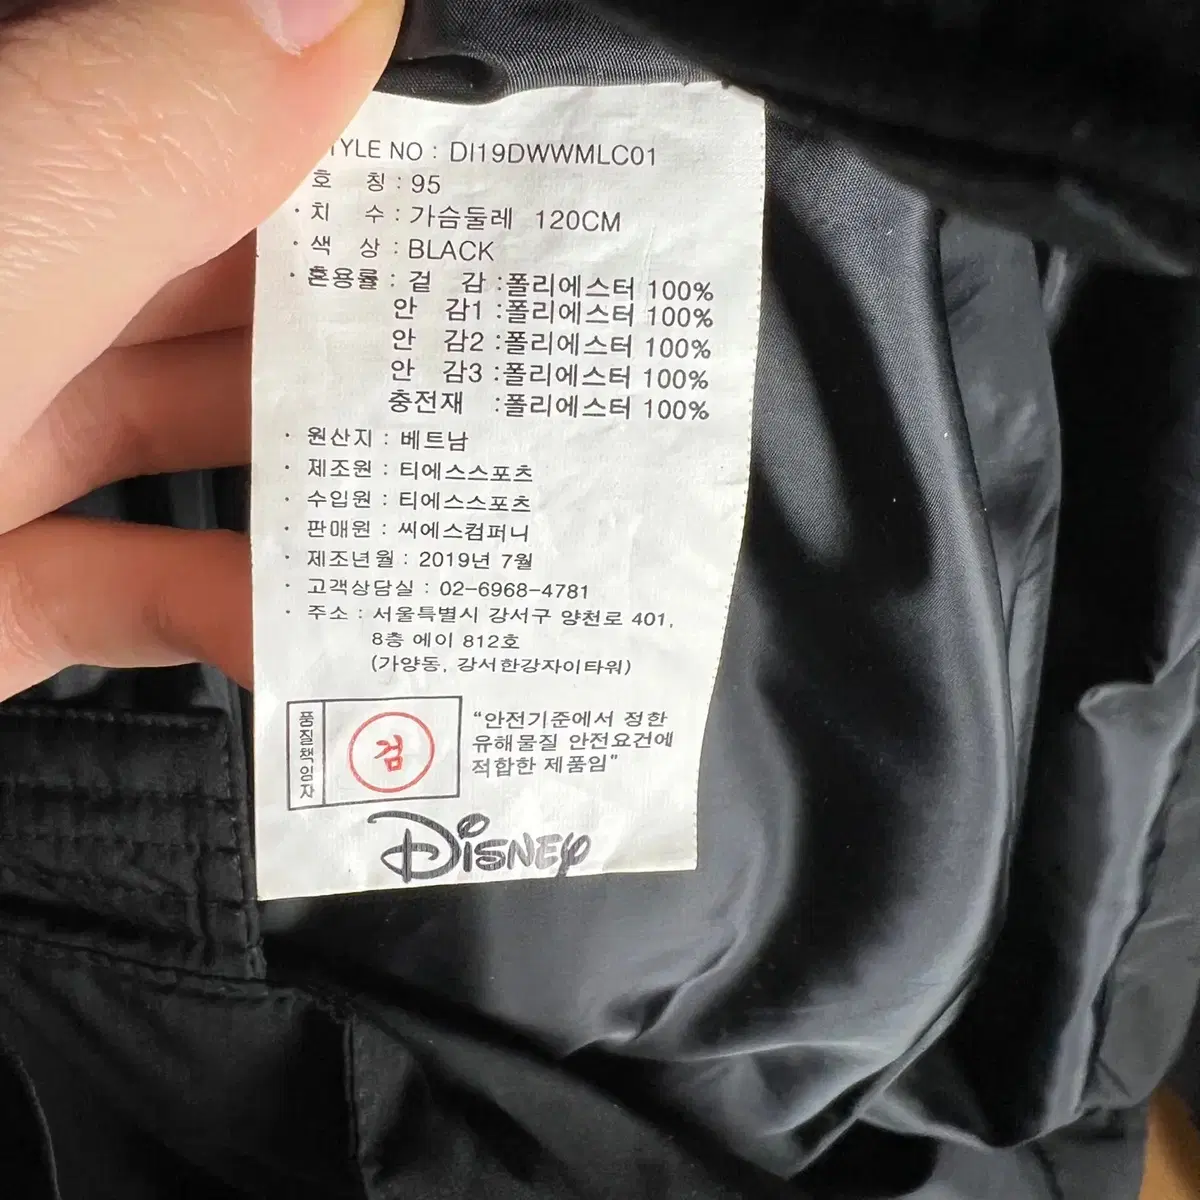 STYLE NO : DI19DWWMLC01
호 칭 : 95
· 치 수 : 가슴둘레 120CM
· 색 상 : BLACK
· 혼용률 : 겉 감 : 폴리에스터 100%
안 감1 : 폴리에스터 100%
안 감2 : 폴리에스터 100%
안 감3 : 폴리에스터 100%
충전재 : 폴리에스터 100%
· 원산지 : 베트남
· 제조원 : 티에스스포츠
· 수입원 : 티에스스포츠
· 판매원 : 씨에스컴퍼니
· 제조년월 : 2019년 7월
· 고객상담실 : 02-6968-4781
· 주소 : 서울특별시 강서구 양천로 401,
8층 에이 812호
(가양동, 강서한강자이타워)
품질책임자
검
"안전기준에서 정한
유해물질 안전요건에
적합한 제품임"
DISNEY